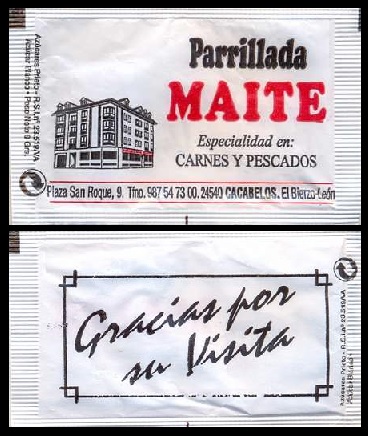 Parrillada
MAITE
Especialidad en:
CARNES Y PESCADOS
Plaza San Roque, 9. Tfno. 987 54 73 00. 24540 CACABELOS. El Bierzo-León
Gracias por
su Visita